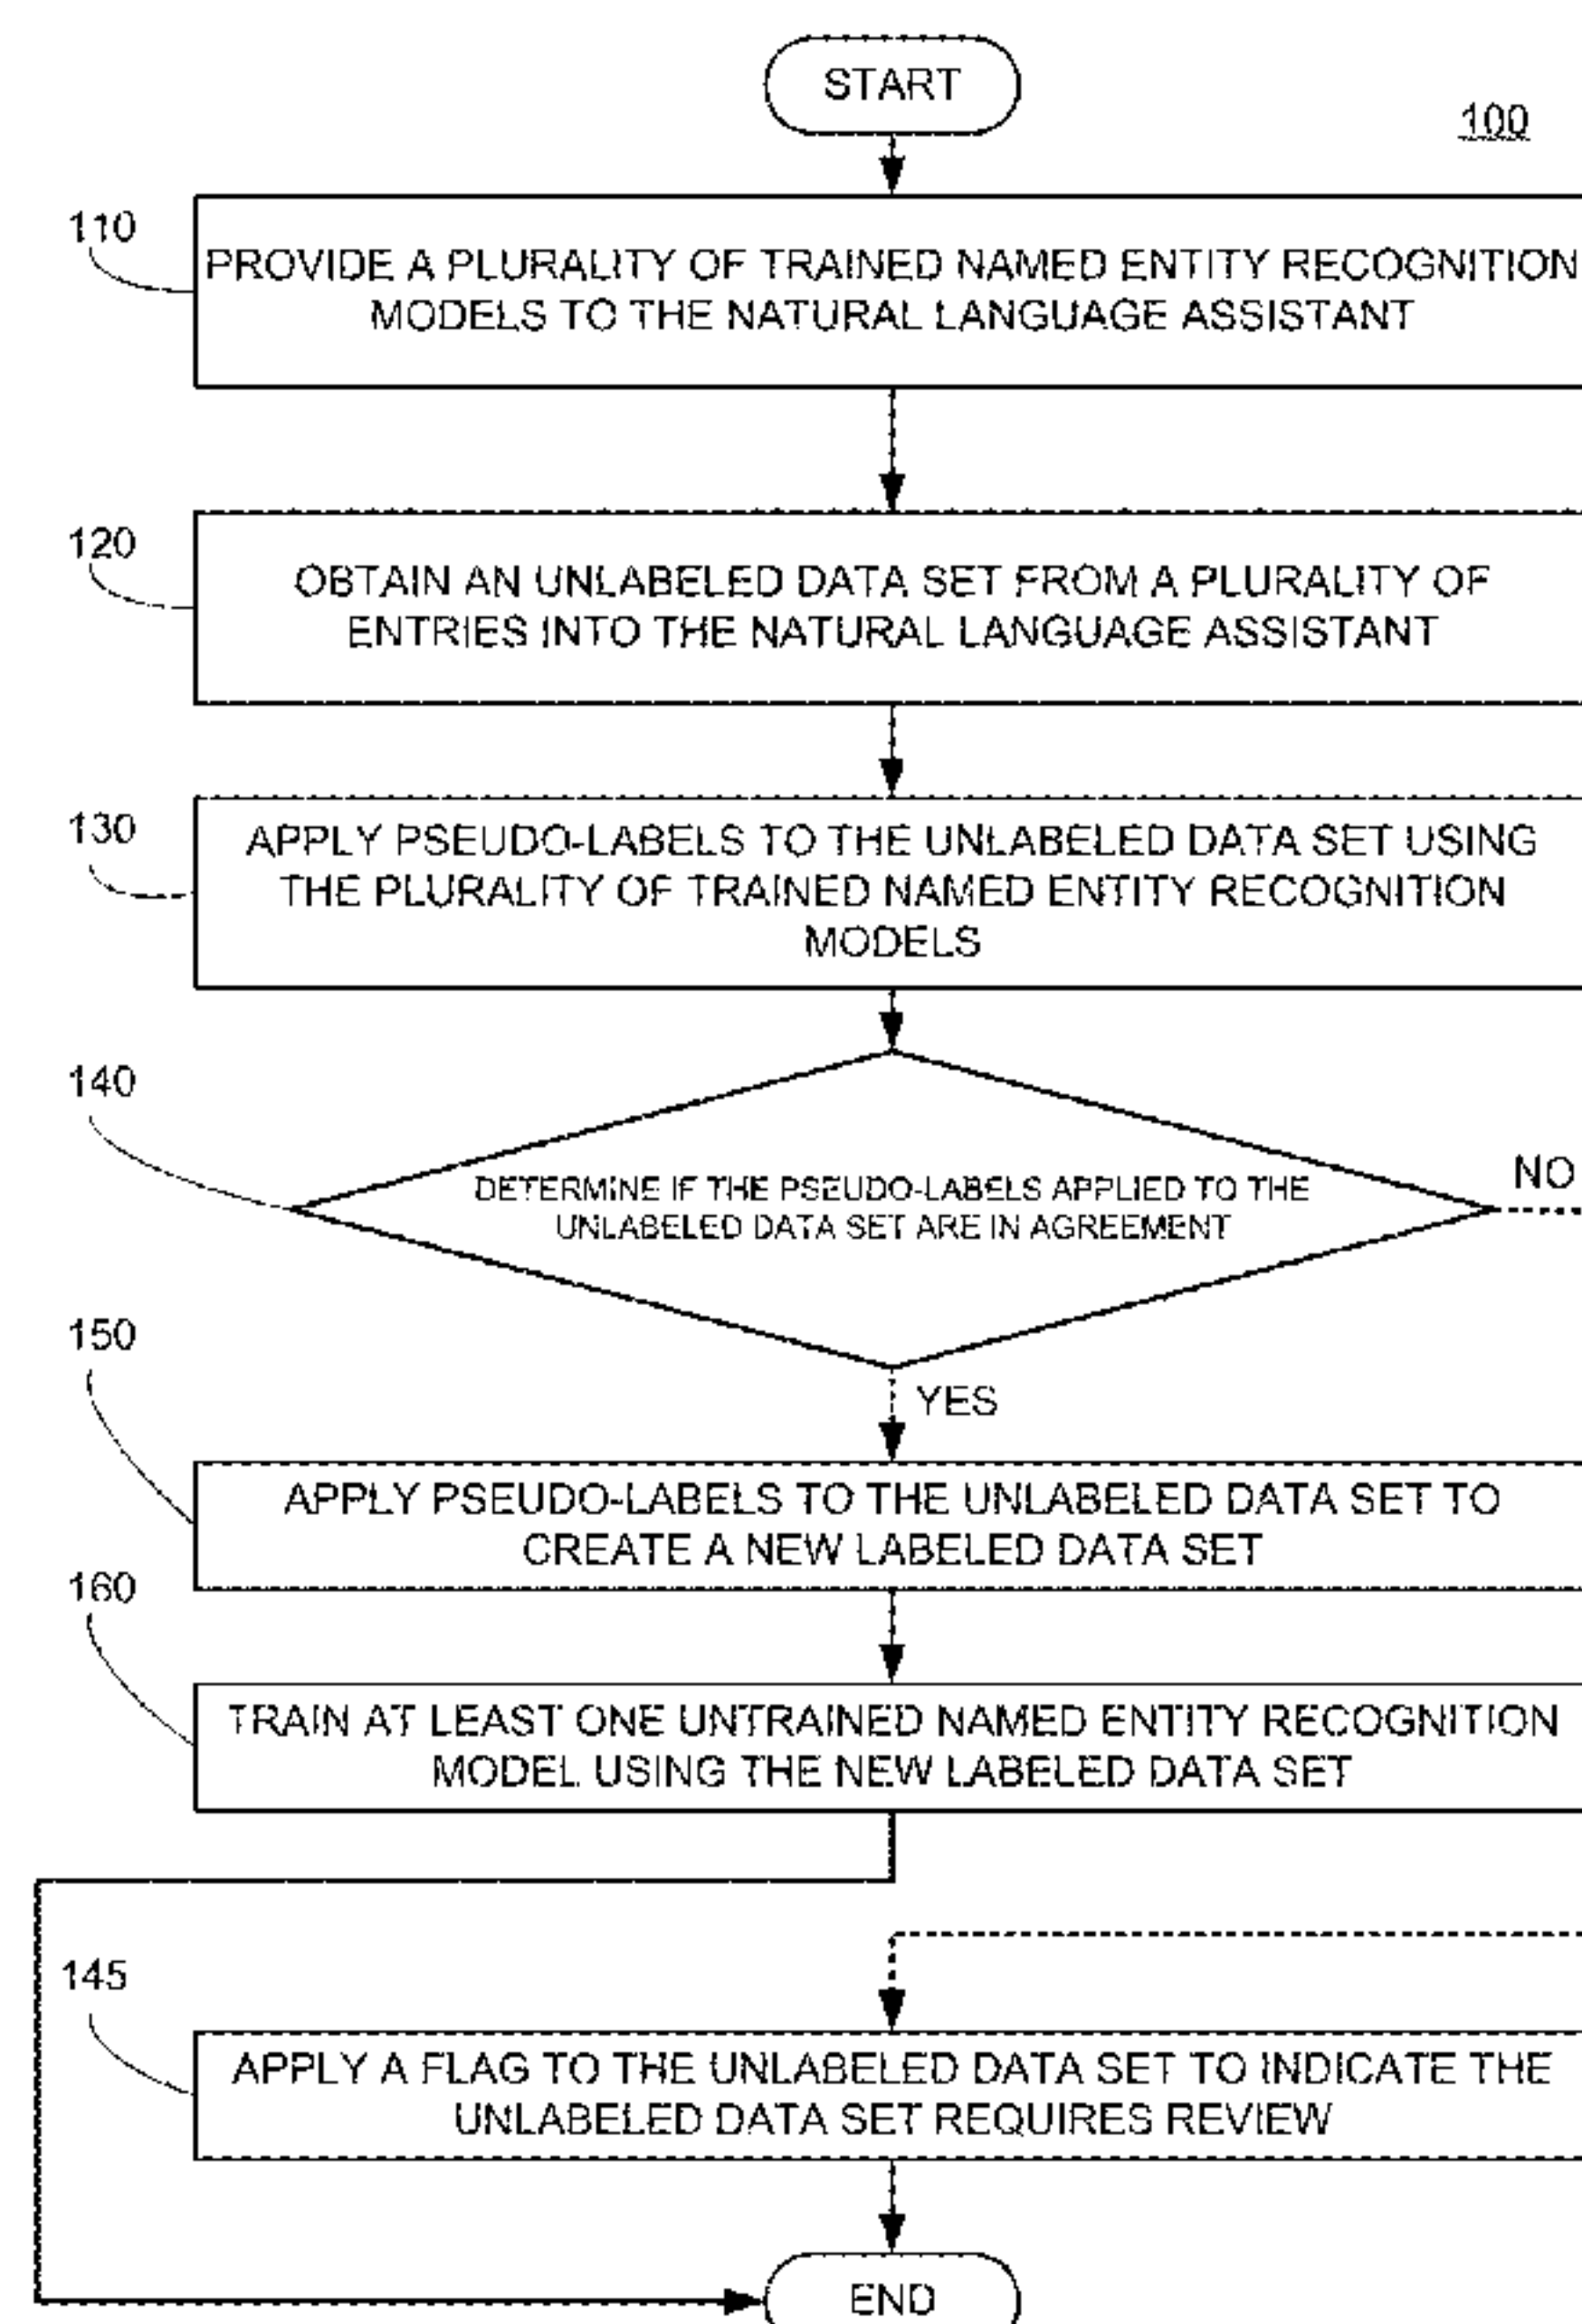 START
100
110
PROVIDE A PLURALITY OF TRAINED NAMED ENTITY RECOGNITION
MODELS TO THE NATURAL LANGUAGE ASSISTANT
120
OBTAIN AN UNLABELED DATA SET FROM A PLURALITY OF
ENTRIES INTO THE NATURAL LANGUAGE ASSISTANT
130
APPLY PSEUDO-LABELS TO THE UNLABELED DATA SET USING
THE PLURALITY OF TRAINED NAMED ENTITY RECOGNITION
MODELS
140
DETERMINE IF THE PSEUDO-LABELS APPLIED TO THE
UNLABELED DATA SET ARE IN AGREEMENT
NO
YES
150
APPLY PSEUDO-LABELS TO THE UNLABELED DATA SET TO
CREATE A NEW LABELED DATA SET
160
TRAIN AT LEAST ONE UNTRAINED NAMED ENTITY RECOGNITION
MODEL USING THE NEW LABELED DATA SET
145
APPLY A FLAG TO THE UNLABELED DATA SET TO INDICATE THE
UNLABELED DATA SET REQUIRES REVIEW
END